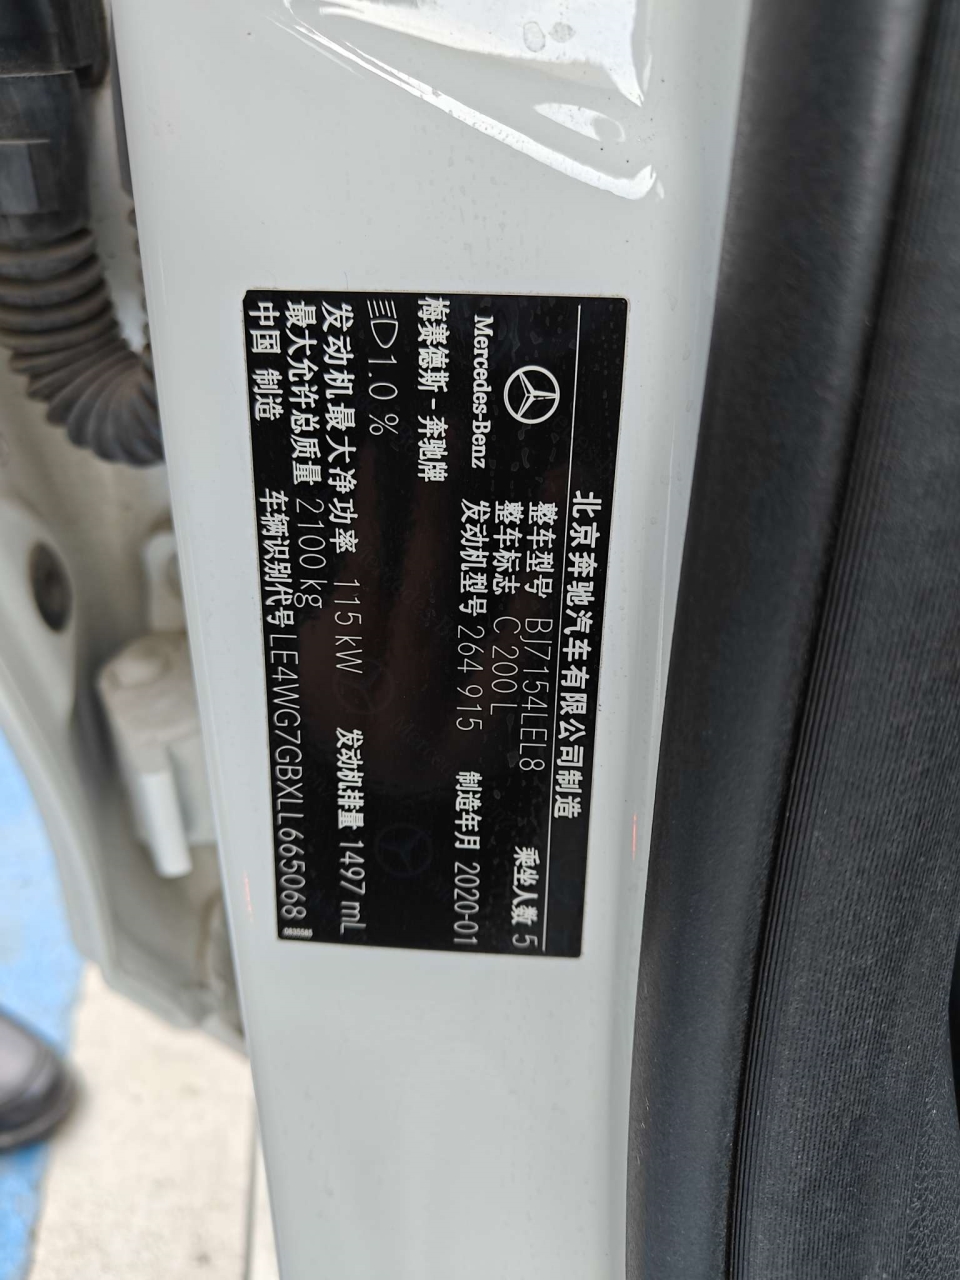 北京奔驰汽车有限公司制造
Mercedes-Benz
梅赛德斯-奔驰牌
整车型号 BJ7154LEL8 乘坐人数 5
整车标志 C 200 L
发动机型号 264 915 制造年月 2020-01
1.0 %
发动机最大净功率 115 kW 发动机排量 1497 mL
最大允许总质量 2100 kg
中国 制造 车辆识别代号 LE4WG7GBXLL665068